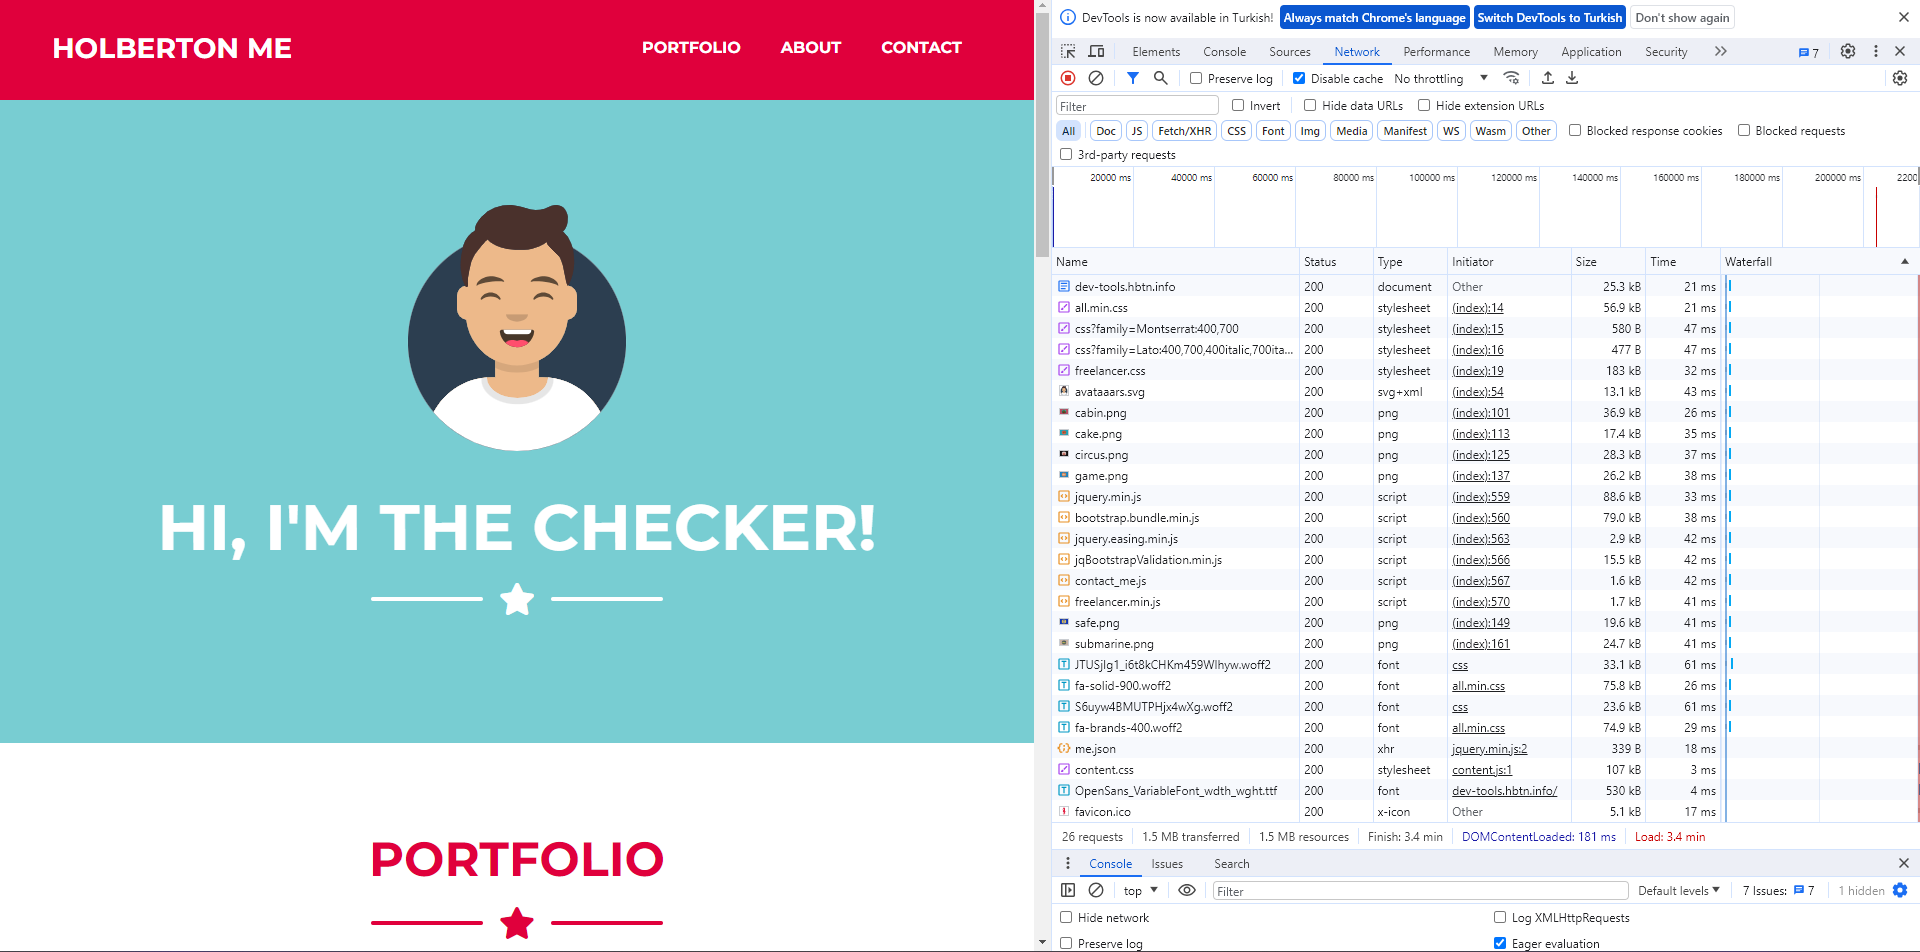 HOLBERTON ME
PORTFOLIO ABOUT CONTACT
HI, I'M THE CHECKER!
PORTFOLIO
DevTools is now available in Turkish! Always match Chrome's language Switch DevTools to Turkish Don't show again
Elements Console Sources Network Performance Memory Application Security 7
Preserve log Disable cache No throttling
Filter Invert Hide data URLs Hide extension URLs
All Doc JS Fetch/XHR CSS Font Img Media Manifest WS Wasm Other Blocked response cookies Blocked requests
3rd-party requests
20000 ms 40000 ms 60000 ms 80000 ms 100000 ms 120000 ms 140000 ms 160000 ms 180000 ms 200000 ms 2200
Name Status Type Initiator Size Time Waterfall
dev-tools.hbtn.info 200 document Other 25.3 kB 21 ms
all.min.css 200 stylesheet (index):14 56.9 kB 21 ms
css?family=Montserrat:400,700 200 stylesheet (index):15 580 B 47 ms
css?family=Lato:400,700,400italic,700ita... 200 stylesheet (index):16 477 B 47 ms
freelancer.css 200 stylesheet (index):19 183 kB 32 ms
avataaars.svg 200 svg+xml (index):54 13.1 kB 43 ms
cabin.png 200 png (index):101 36.9 kB 26 ms
cake.png 200 png (index):113 17.4 kB 35 ms
circus.png 200 png (index):125 28.3 kB 37 ms
game.png 200 png (index):137 26.2 kB 38 ms
jquery.min.js 200 script (index):559 88.6 kB 33 ms
bootstrap.bundle.min.js 200 script (index):560 79.0 kB 38 ms
jquery.easing.min.js 200 script (index):563 2.9 kB 42 ms
jqBootstrapValidation.min.js 200 script (index):566 15.5 kB 42 ms
contact_me.js 200 script (index):567 1.6 kB 42 ms
freelancer.min.js 200 script (index):570 1.7 kB 41 ms
safe.png 200 png (index):149 19.6 kB 41 ms
submarine.png 200 png (index):161 24.7 kB 41 ms
JTUSjIg1_i6t8kCHKm459Wlhyw.woff2 200 font css 33.1 kB 61 ms
fa-solid-900.woff2 200 font all.min.css 75.8 kB 26 ms
S6uyw4BMUTPHjx4wXg.woff2 200 font css 23.6 kB 61 ms
fa-brands-400.woff2 200 font all.min.css 74.9 kB 29 ms
me.json 200 xhr jquery.min.js:2 339 B 18 ms
content.css 200 stylesheet content.js:1 107 kB 3 ms
OpenSans_VariableFont_wdth_wght.ttf 200 font dev-tools.hbtn.info/ 530 kB 4 ms
favicon.ico 200 x-icon Other 5.1 kB 17 ms
26 requests 1.5 MB transferred 1.5 MB resources Finish: 3.4 min DOMContentLoaded: 181 ms Load: 3.4 min
Console Issues Search
top Filter Default levels 7 Issues: 7 1 hidden
Hide network Log XMLHttpRequests
Preserve log Eager evaluation